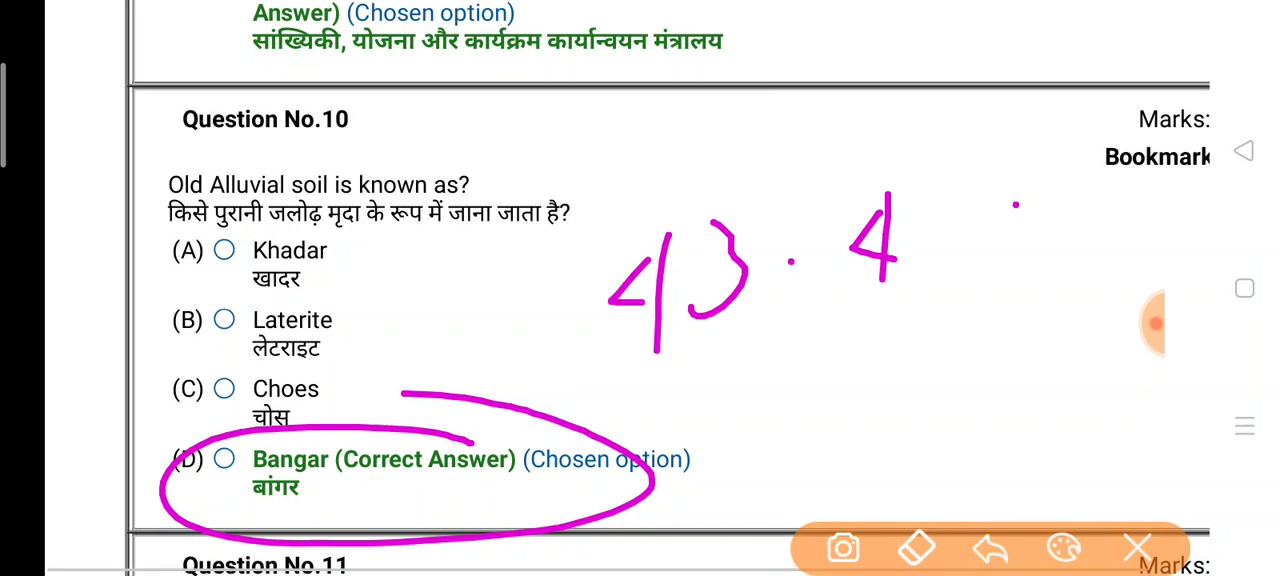 Answer) (Chosen option)
सांख्यिकी, योजना और कार्यक्रम कार्यान्वयन मंत्रालय
Question No.10
Marks:
Bookmark
Old Alluvial soil is known as?
किसे पुरानी जलोढ़ मृदा के रूप में जाना जाता है?
(A) Khadar
खादर
(B) Laterite
लेटराइट
43.4
(C) Choes
चोस
(D) Bangar (Correct Answer) (Chosen option)
बांगर
Question No.11
Marks: